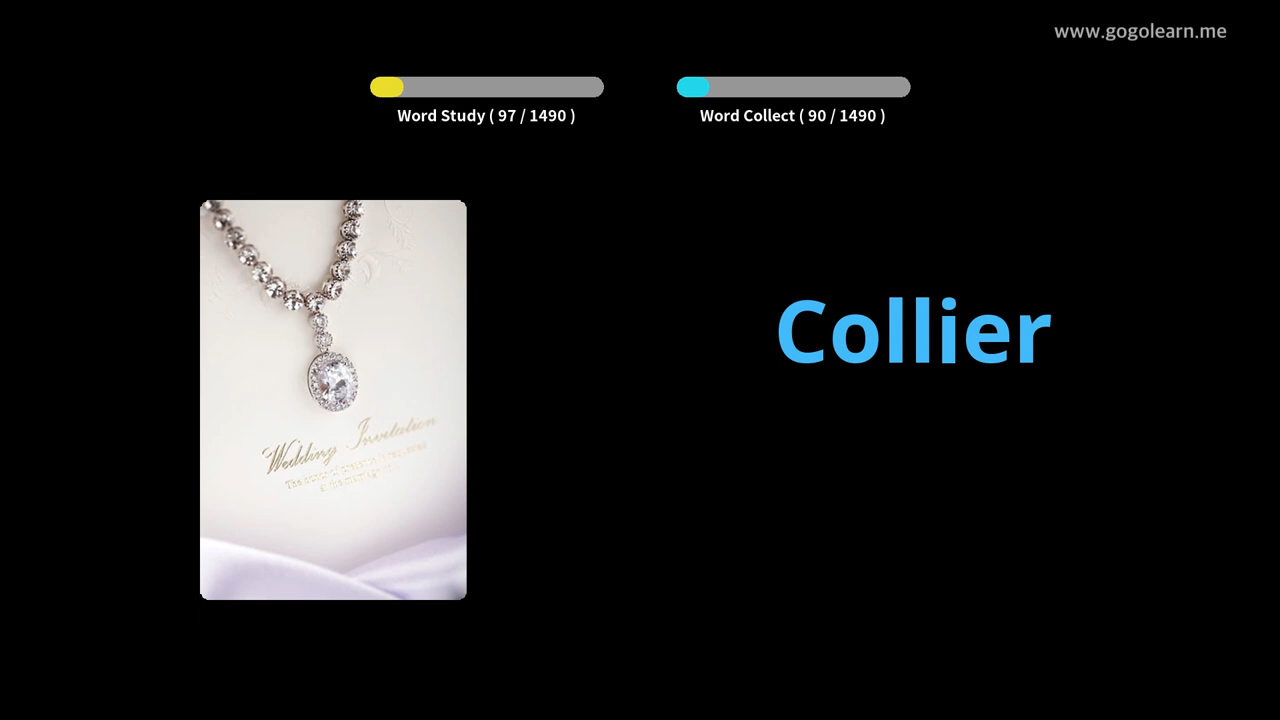 www.gogolearn.me
Word Study ( 97 / 1490 )
Word Collect ( 90 / 1490 )
Collier
Wedding Invitation